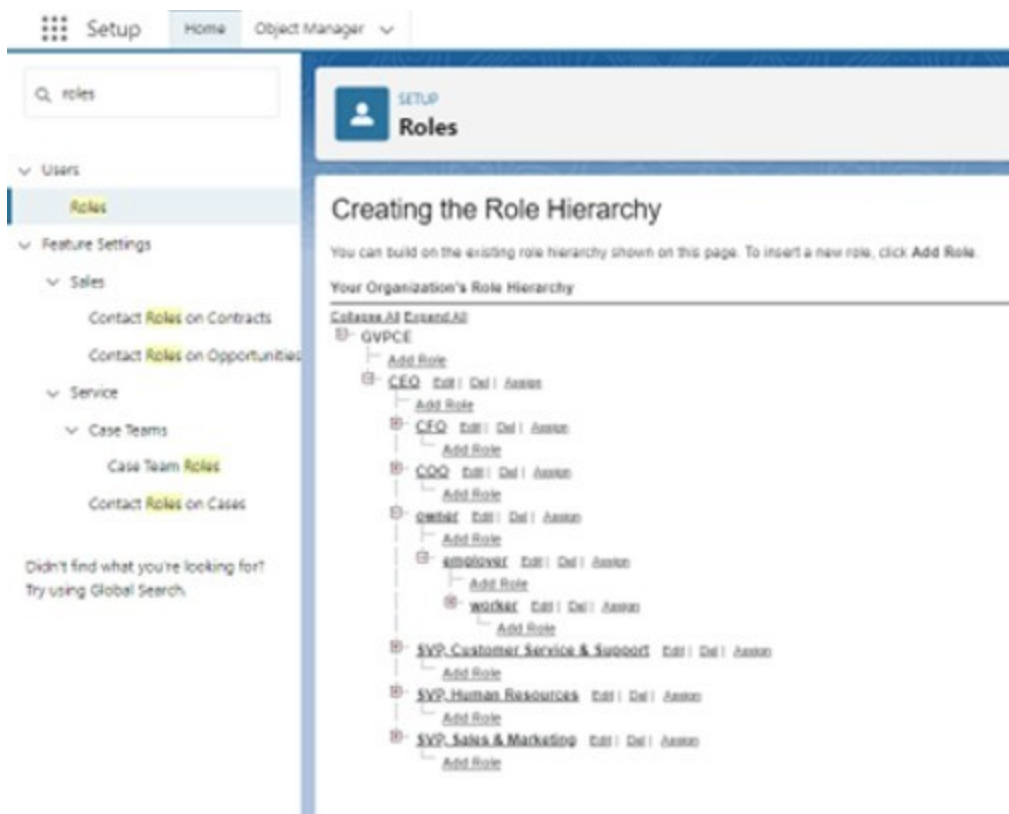 Setup Home Object Manager
roles
Users
Roles
Feature Settings
Sales
Contact Roles on Contracts
Contact Roles on Opportunities
Service
Case Teams
Case Team Roles
Contact Roles on Cases
Didn't find what you're looking for?
Try using Global Search.
SETUP
Roles
Creating the Role Hierarchy
You can build on the existing role hierarchy shown on this page. To insert a new role, click Add Role.
Your Organization's Role Hierarchy
Collapse All Expand All
GVPCE
Add Role
CEO Edit | Del | Assign
Add Role
CFO Edit | Del | Assign
Add Role
COO Edit | Del | Assign
Add Role
owner Edit | Del | Assign
Add Role
employer Edit | Del | Assign
Add Role
worker Edit | Del | Assign
Add Role
SVP, Customer Service & Support Edit | Del | Assign
Add Role
SVP, Human Resources Edit | Del | Assign
Add Role
SVP, Sales & Marketing Edit | Del | Assign
Add Role